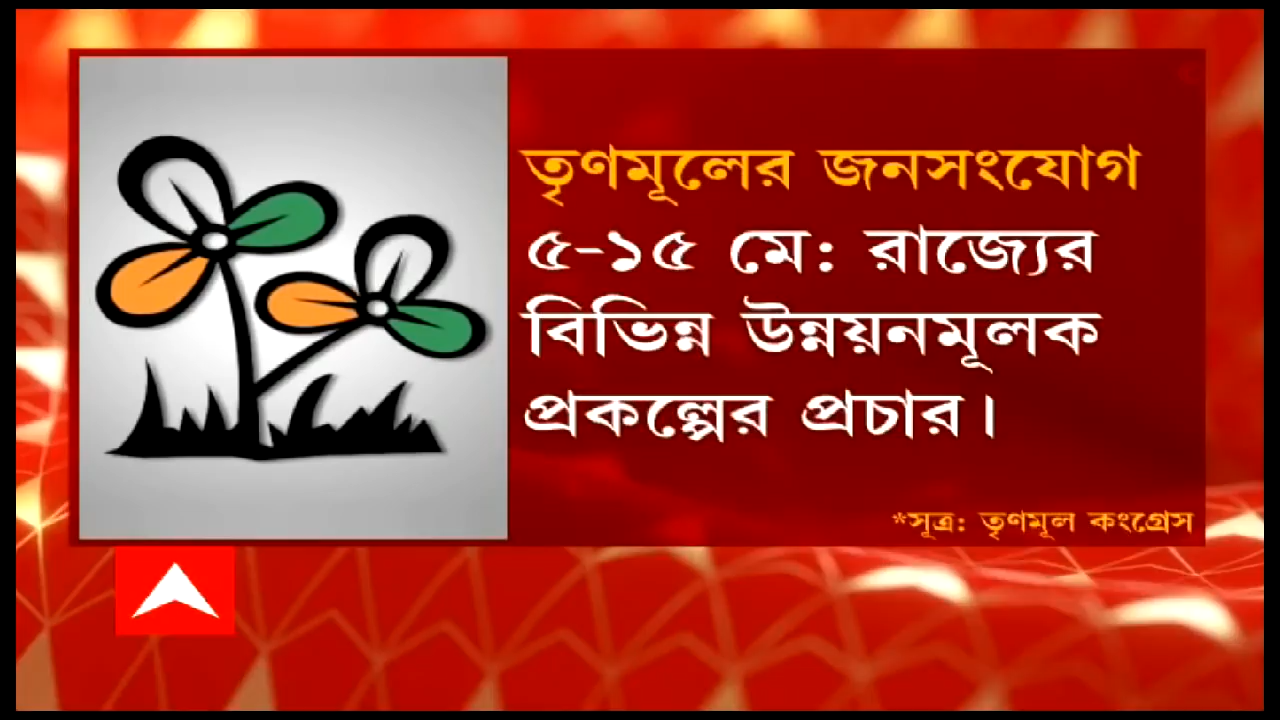 তৃণমূলের জনসংযোগ
৫-১৫ মে: রাজ্যের
বিভিন্ন উন্নয়নমূলক
প্রকল্পের প্রচার।
*সূত্র: তৃণমূল কংগ্রেস